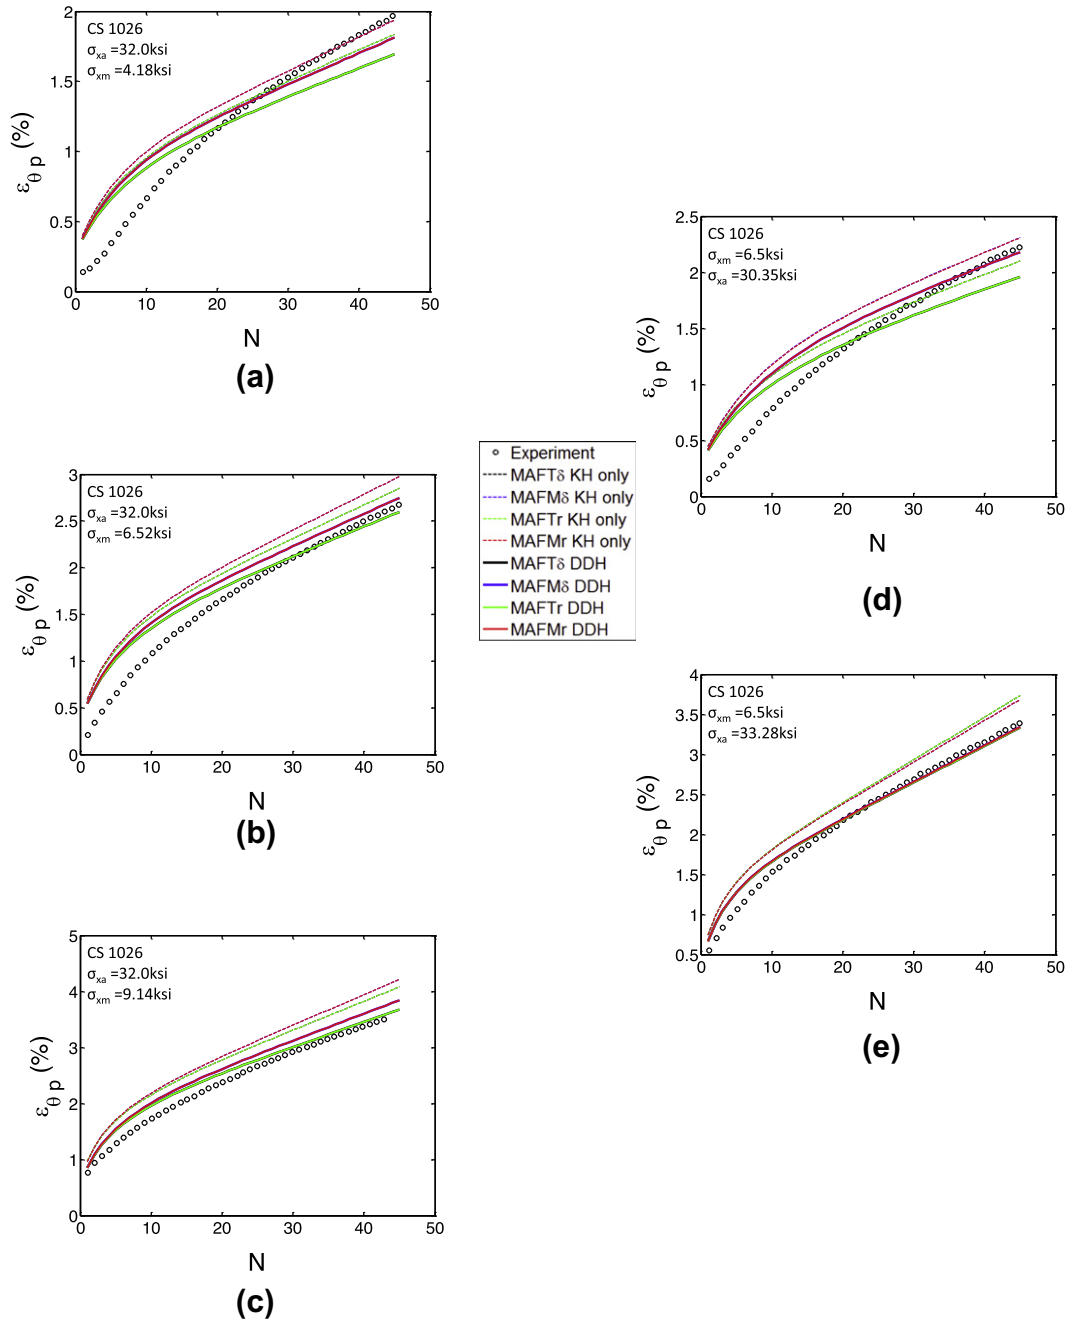 CS 1026
σxa =32.0ksi
σxm =4.18ksi
2
1.5
1
0.5
0
0 10 20 30 40 50
εθ p (%)
N
(a)
CS 1026
σxa =32.0ksi
σxm =6.52ksi
3
2.5
2
1.5
1
0.5
0
0 10 20 30 40 50
εθ p (%)
N
(b)
CS 1026
σxa =32.0ksi
σxm =9.14ksi
5
4
3
2
1
0
0 10 20 30 40 50
εθ p (%)
N
(c)
Experiment
MAFTδ KH only
MAFMδ KH only
MAFTr KH only
MAFMr KH only
MAFTδ DDH
MAFMδ DDH
MAFTr DDH
MAFMr DDH
CS 1026
σxm =6.5ksi
σxa =30.35ksi
2.5
2
1.5
1
0.5
0
0 10 20 30 40 50
εθ p (%)
N
(d)
CS 1026
σxm =6.5ksi
σxa =33.28ksi
4
3.5
3
2.5
2
1.5
1
0.5
0 10 20 30 40 50
εθ p (%)
N
(e)